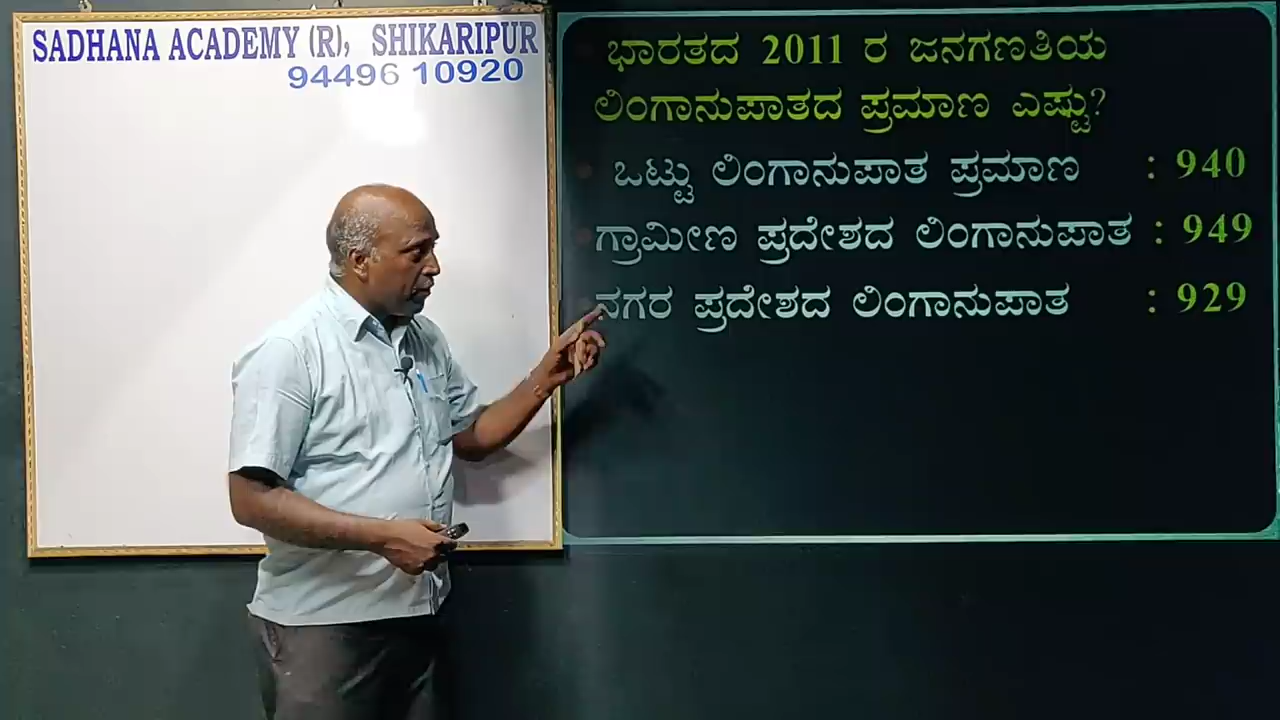 SADHANA ACADEMY (R), SHIKARIPUR
94496 10920
ಭಾರತದ 2011 ರ ಜನಗಣತಿಯ
ಲಿಂಗಾನುಪಾತದ ಪ್ರಮಾಣ ಎಷ್ಟು?
ಒಟ್ಟು ಲಿಂಗಾನುಪಾತ ಪ್ರಮಾಣ : 940
ಗ್ರಾಮೀಣ ಪ್ರದೇಶದ ಲಿಂಗಾನುಪಾತ : 949
ನಗರ ಪ್ರದೇಶದ ಲಿಂಗಾನುಪಾತ : 929